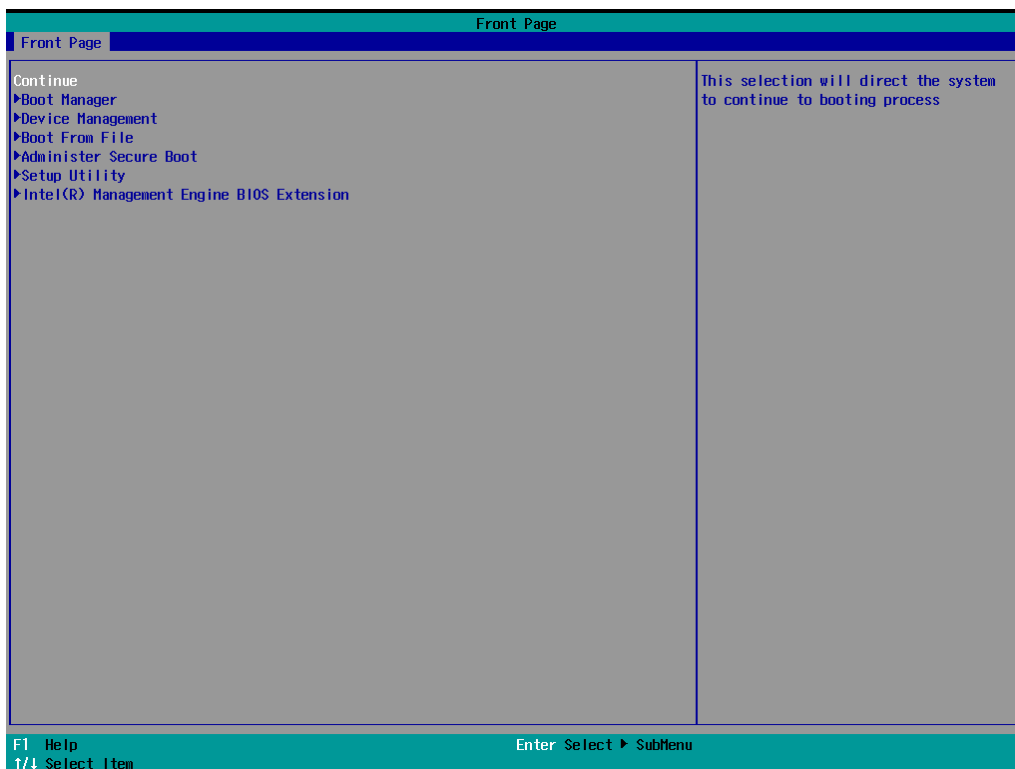 Front Page
Front Page
Continue
Boot Manager
Device Management
Boot From File
Administer Secure Boot
Setup Utility
Intel(R) Management Engine BIOS Extension
This selection will direct the system
to continue to booting process
F1 Help
Enter Select ▶ SubMenu
↑/↓ Select Item